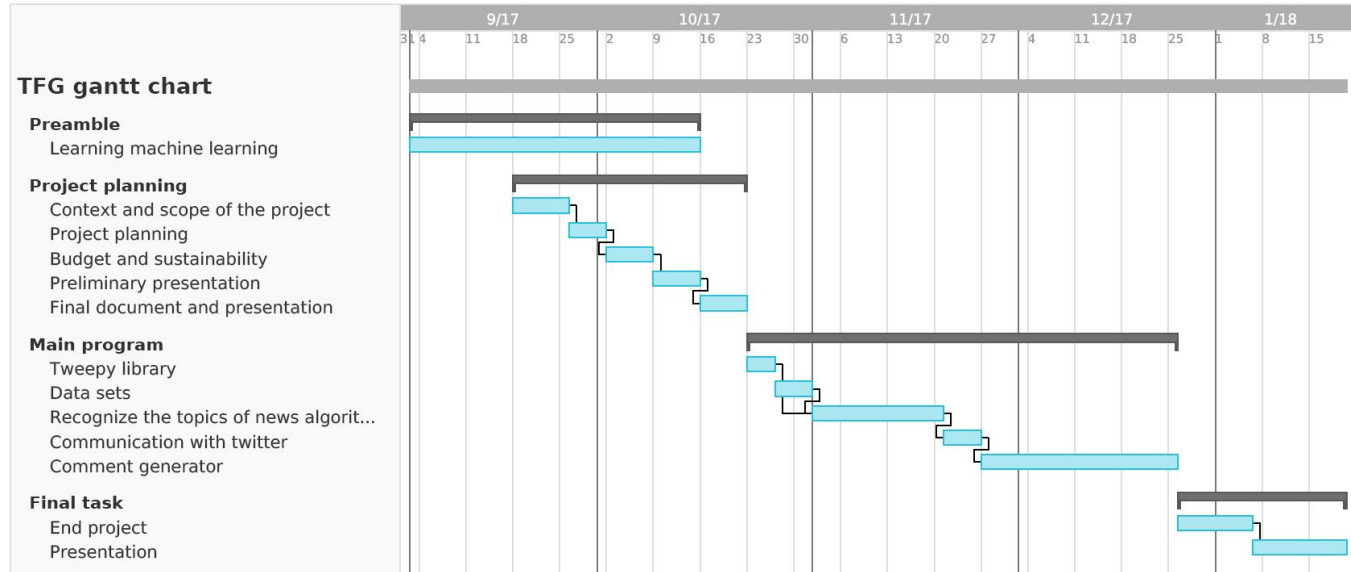 9/17 10/17 11/17 12/17 1/18
31 4 11 18 25 2 9 16 23 30 6 13 20 27 4 11 18 25 1 8 15
TFG gantt chart
Preamble
Learning machine learning
Project planning
Context and scope of the project
Project planning
Budget and sustainability
Preliminary presentation
Final document and presentation
Main program
Tweepy library
Data sets
Recognize the topics of news algorit...
Communication with twitter
Comment generator
Final task
End project
Presentation